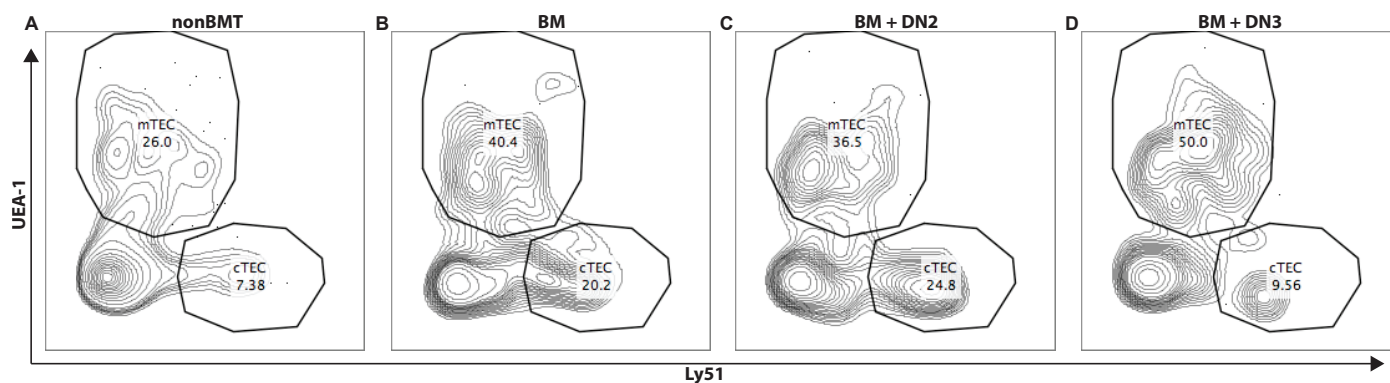 A
nonBMT
B
BM
C
BM + DN2
D
BM + DN3
mTEC
26.0
mTEC
40.4
mTEC
36.5
mTEC
50.0
cTEC
7.38
cTEC
20.2
cTEC
24.8
cTEC
9.56
UEA-1
Ly51